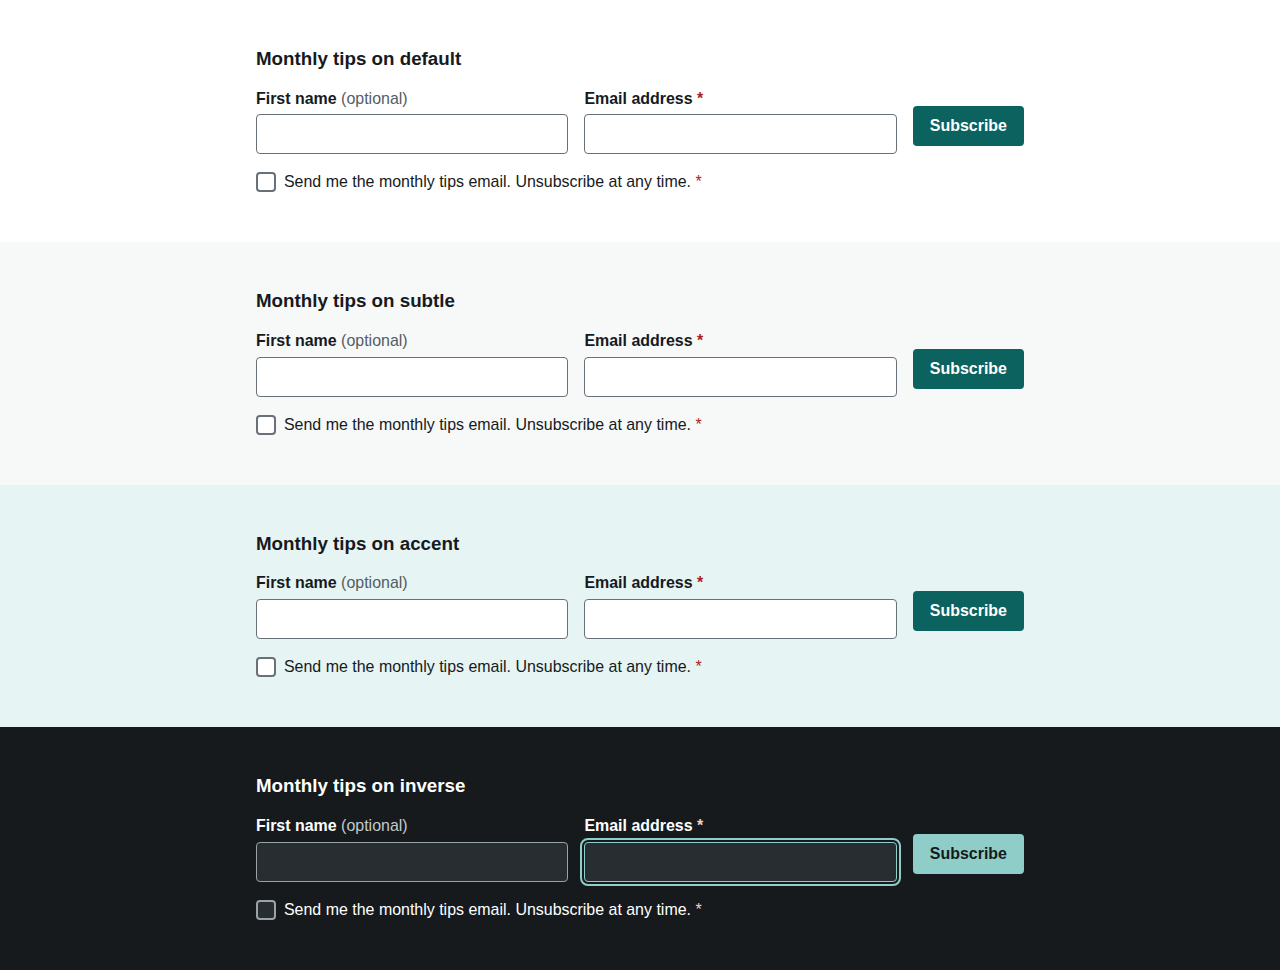 Monthly tips on default
First name (optional)
Email address *
Subscribe
Send me the monthly tips email. Unsubscribe at any time. *
Monthly tips on subtle
First name (optional)
Email address *
Subscribe
Send me the monthly tips email. Unsubscribe at any time. *
Monthly tips on accent
First name (optional)
Email address *
Subscribe
Send me the monthly tips email. Unsubscribe at any time. *
Monthly tips on inverse
First name (optional)
Email address *
Subscribe
Send me the monthly tips email. Unsubscribe at any time. *